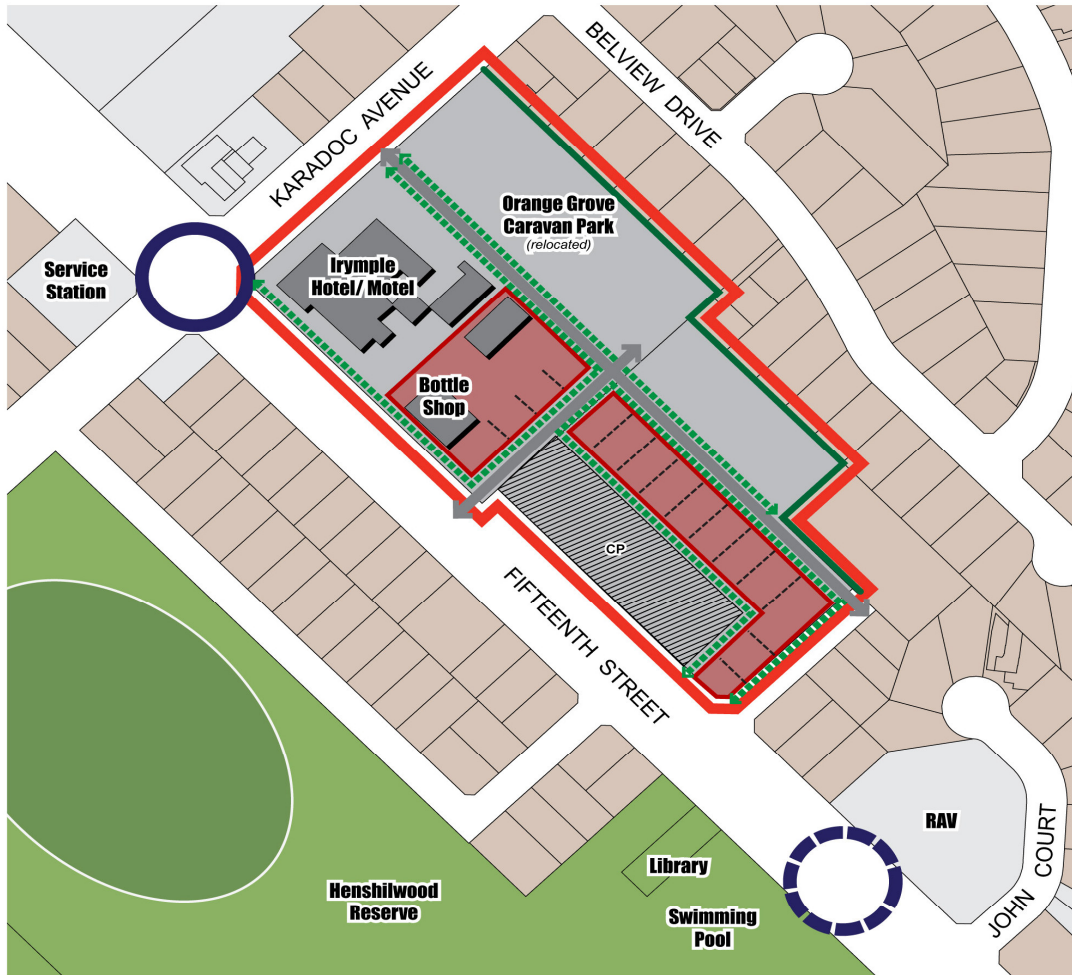 BELVIEW DRIVE
KARADOC AVENUE
Orange Grove
Caravan Park
(relocated)
Service
Station
Irymple
Hotel/ Motel
Bottle
Shop
CP
FIFTEENTH STREET
RAV
JOHN COURT
Library
Henshilwood
Reserve
Swimming
Pool